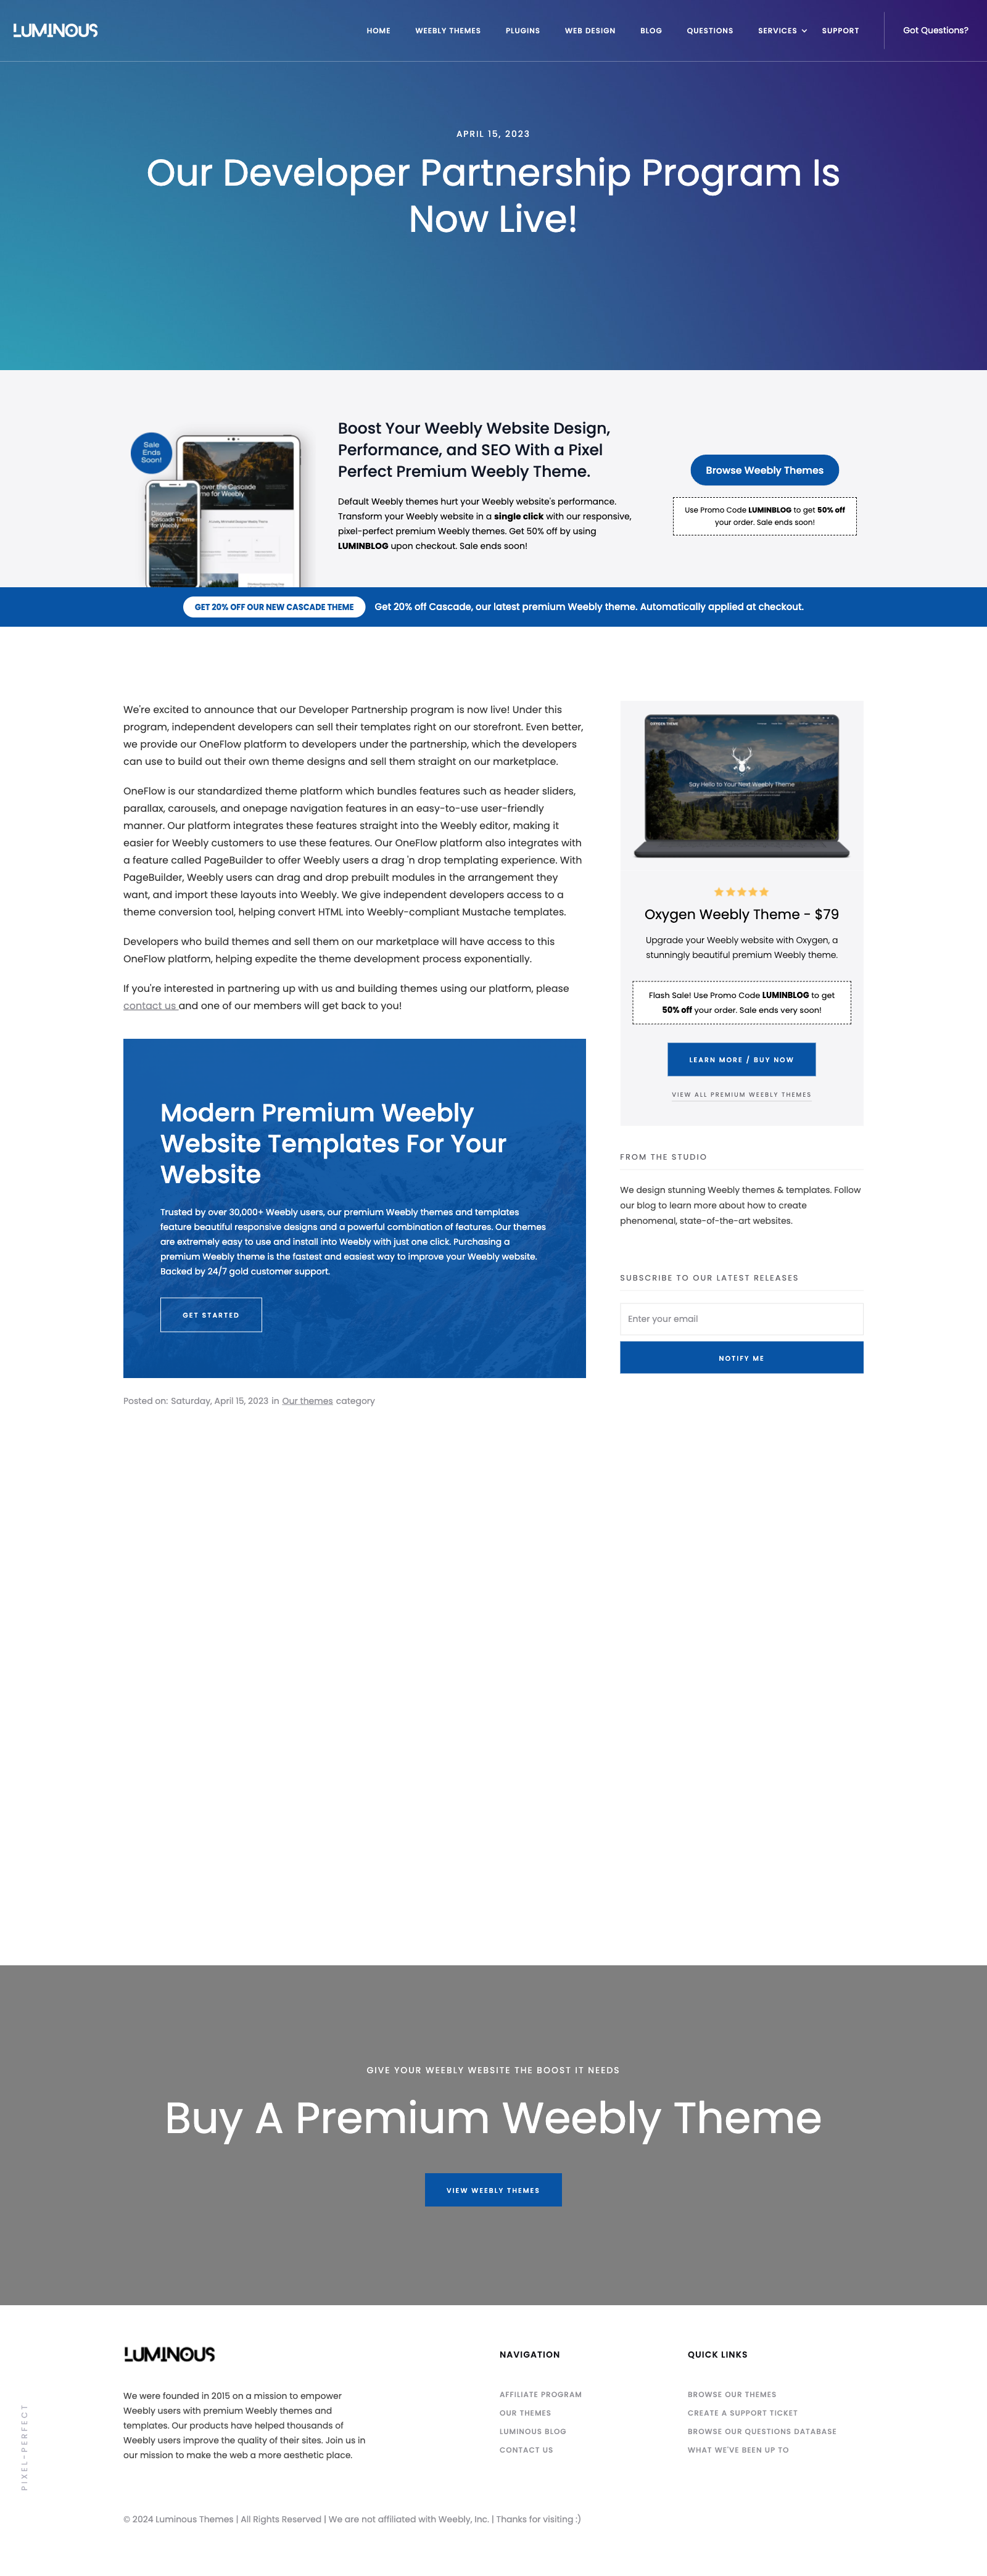 LUMINOUS
HOME
WEEBLY THEMES
PLUGINS
WEB DESIGN
BLOG
QUESTIONS
SERVICES
SUPPORT
Got Questions?
APRIL 15, 2023
Our Developer Partnership Program Is
Now Live!
Sale
Ends
Soon!
Boost Your Weebly Website Design,
Performance, and SEO With a Pixel
Perfect Premium Weebly Theme.
Default Weebly themes hurt your Weebly website's performance.
Transform your Weebly website in a single click with our responsive,
pixel-perfect premium Weebly themes. Get 50% off by using
LUMINBLOG upon checkout. Sale ends soon!
Browse Weebly Themes
Use Promo Code LUMINBLOG to get 50% off
your order. Sale ends soon!
GET 20% OFF OUR NEW CASCADE THEME
Get 20% off Cascade, our latest premium Weebly theme. Automatically applied at checkout.
We're excited to announce that our Developer Partnership program is now live! Under this
program, independent developers can sell their templates right on our storefront. Even better,
we provide our OneFlow platform to developers under the partnership, which the developers
can use to build out their own theme designs and sell them straight on our marketplace.
OneFlow is our standardized theme platform which bundles features such as header sliders,
parallax, carousels, and onepage navigation features in an easy-to-use user-friendly
manner. Our platform integrates these features straight into the Weebly editor, making it
easier for Weebly customers to use these features. Our OneFlow platform also integrates with
a feature called PageBuilder to offer Weebly users a drag 'n drop templating experience. With
PageBuilder, Weebly users can drag and drop prebuilt modules in the arrangement they
want, and import these layouts into Weebly. We give independent developers access to a
theme conversion tool, helping convert HTML into Weebly-compliant Mustache templates.
Developers who build themes and sell them on our marketplace will have access to this
OneFlow platform, helping expedite the theme development process exponentially.
If you're interested in partnering up with us and building themes using our platform, please
contact us and one of our members will get back to you!
Modern Premium Weebly
Website Templates For Your
Website
Trusted by over 30,000+ Weebly users, our premium Weebly themes and templates
feature beautiful responsive designs and a powerful combination of features. Our themes
are extremely easy to use and install into Weebly with just one click. Purchasing a
premium Weebly theme is the fastest and easiest way to improve your Weebly website.
Backed by 24/7 gold customer support.
GET STARTED
Posted on: Saturday, April 15, 2023 in Our themes category
OXYGEN THEME
Say Hello to Your Next Weebly Theme
Oxygen Weebly Theme - $79
Upgrade your Weebly website with Oxygen, a
stunningly beautiful premium Weebly theme.
Flash Sale! Use Promo Code LUMINBLOG to get
50% off your order. Sale ends very soon!
LEARN MORE / BUY NOW
VIEW ALL PREMIUM WEEBLY THEMES
FROM THE STUDIO
We design stunning Weebly themes & templates. Follow
our blog to learn more about how to create
phenomenal, state-of-the-art websites.
SUBSCRIBE TO OUR LATEST RELEASES
Enter your email
NOTIFY ME
GIVE YOUR WEEBLY WEBSITE THE BOOST IT NEEDS
Buy A Premium Weebly Theme
VIEW WEEBLY THEMES
LUMINOUS
We were founded in 2015 on a mission to empower
Weebly users with premium Weebly themes and
templates. Our products have helped thousands of
Weebly users improve the quality of their sites. Join us in
our mission to make the web a more aesthetic place.
NAVIGATION
AFFILIATE PROGRAM
OUR THEMES
LUMINOUS BLOG
CONTACT US
QUICK LINKS
BROWSE OUR THEMES
CREATE A SUPPORT TICKET
BROWSE OUR QUESTIONS DATABASE
WHAT WE'VE BEEN UP TO
PIXEL-PERFECT
© 2024 Luminous Themes | All Rights Reserved | We are not affiliated with Weebly, Inc. | Thanks for visiting :)